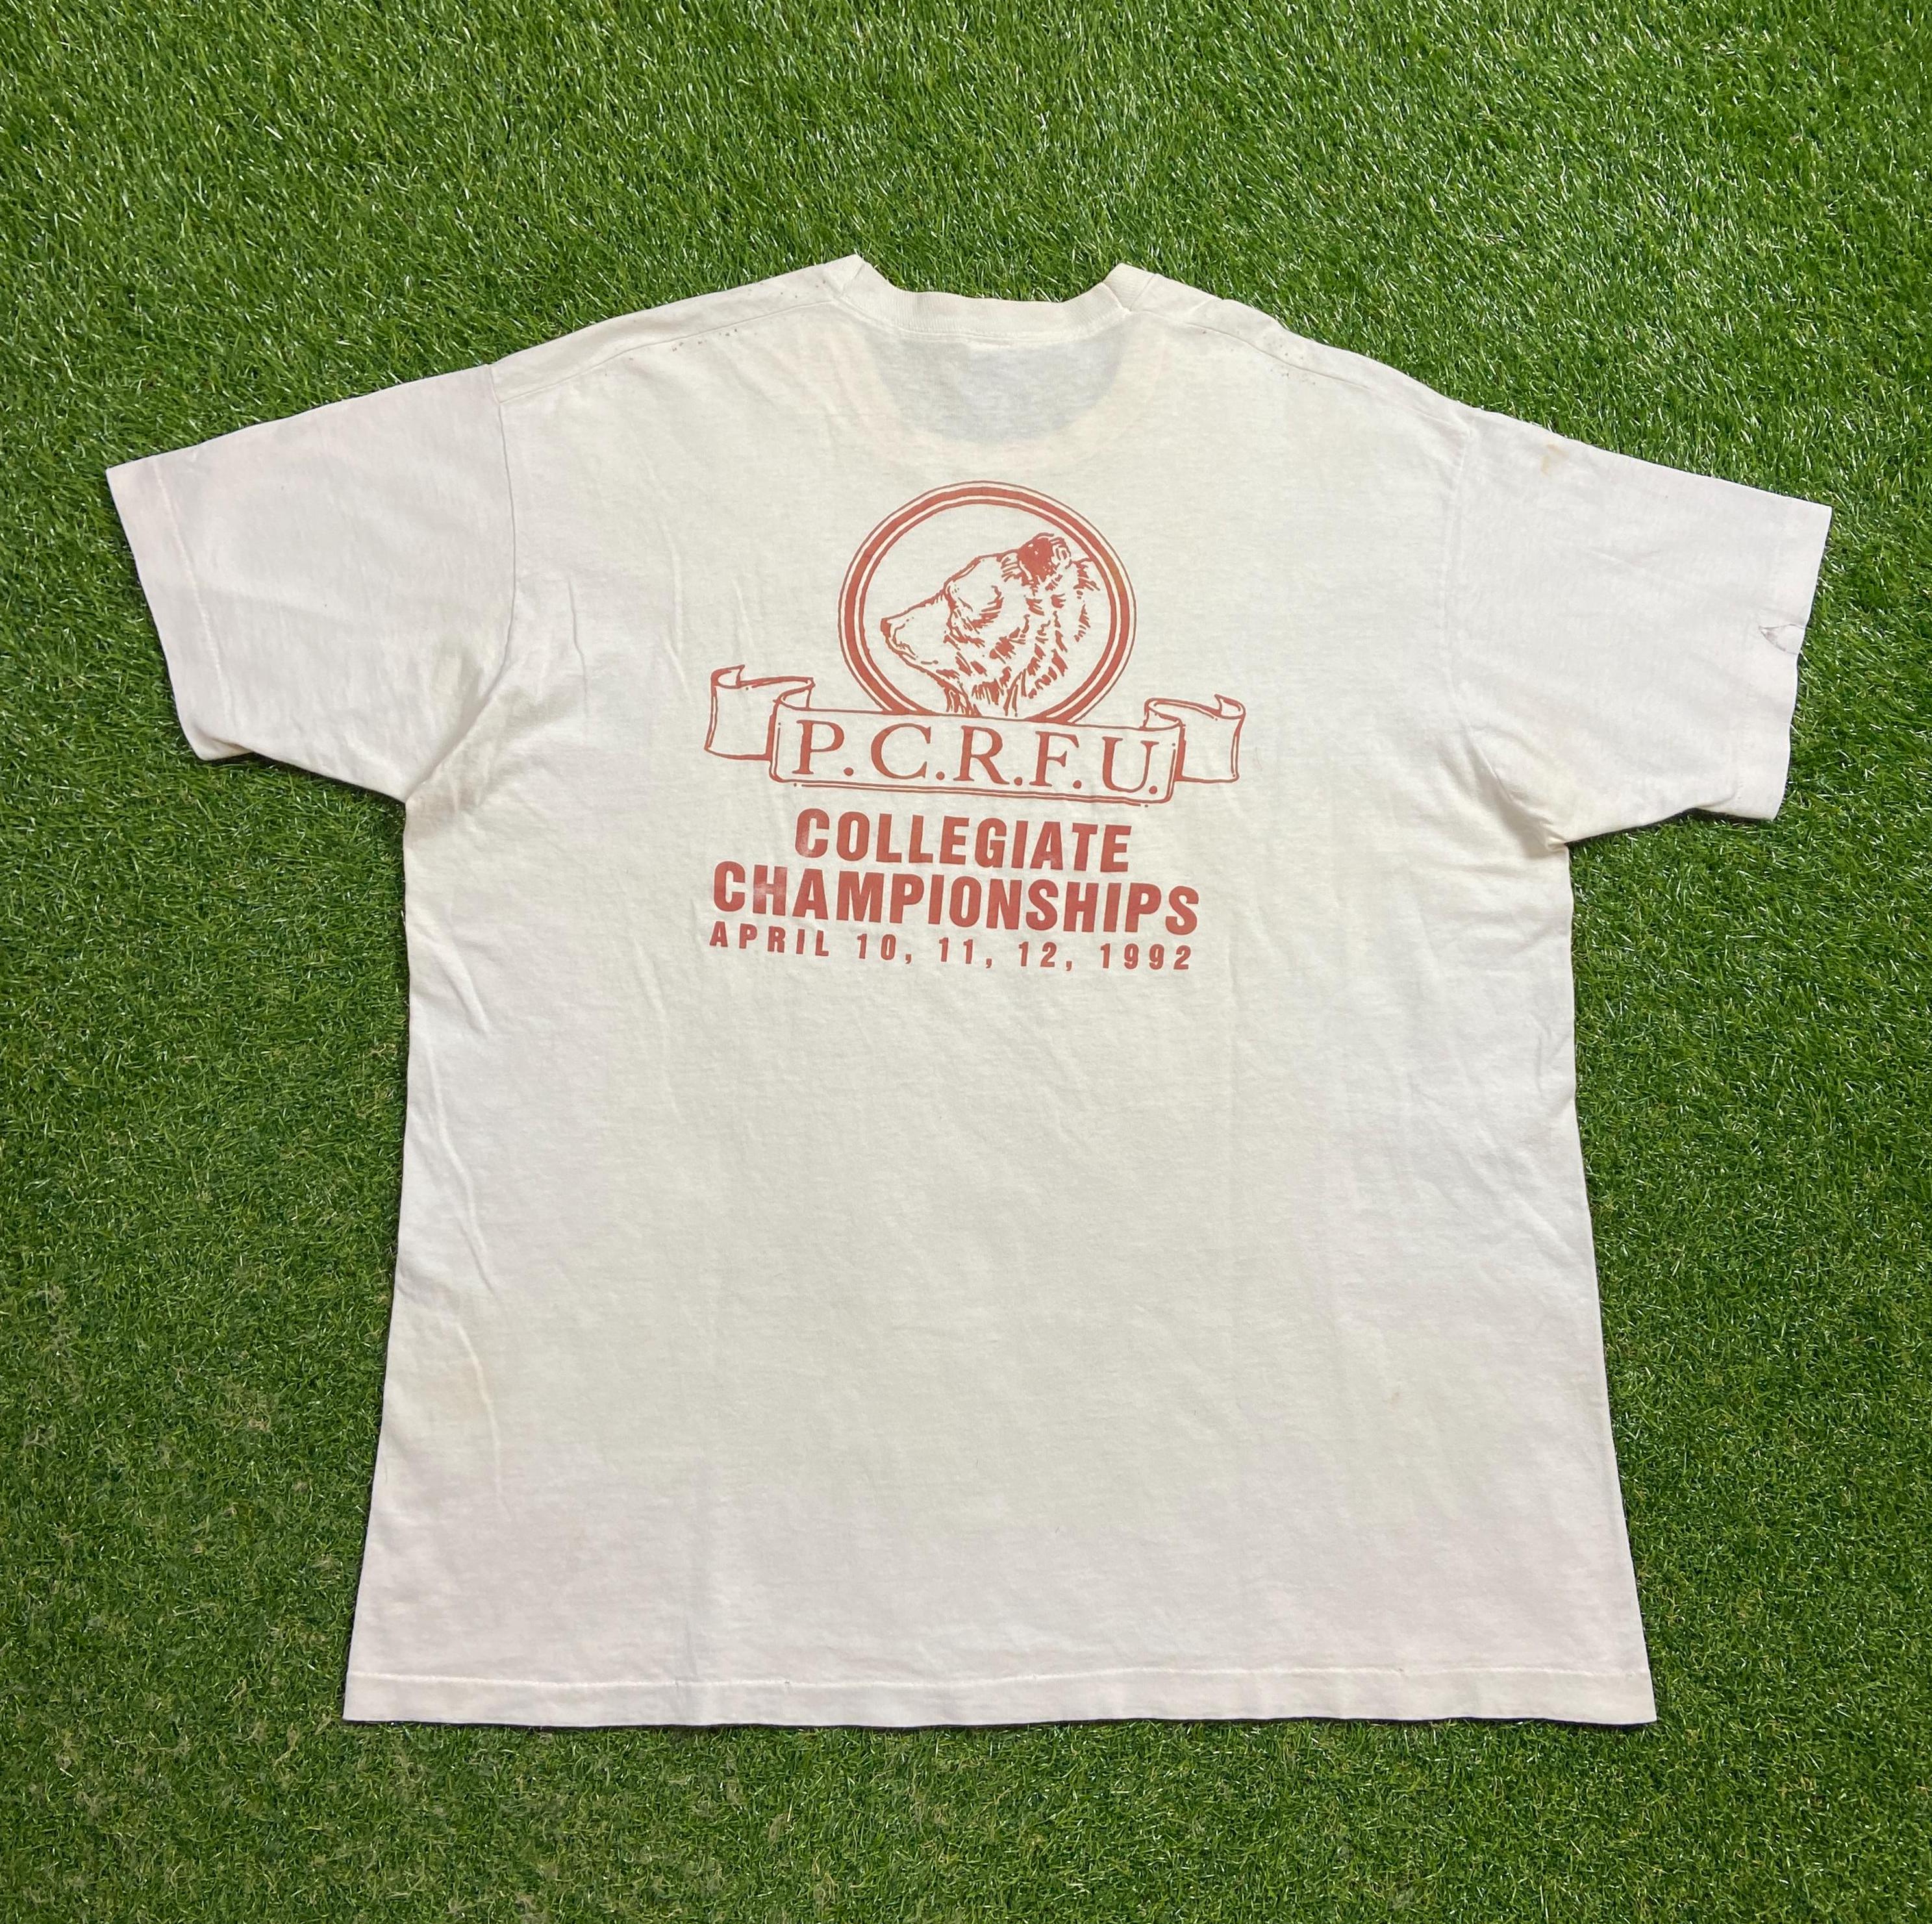 P.C.R.F.U.
COLLEGIATE
CHAMPIONSHIPS
APRIL 10, 11, 12, 1992